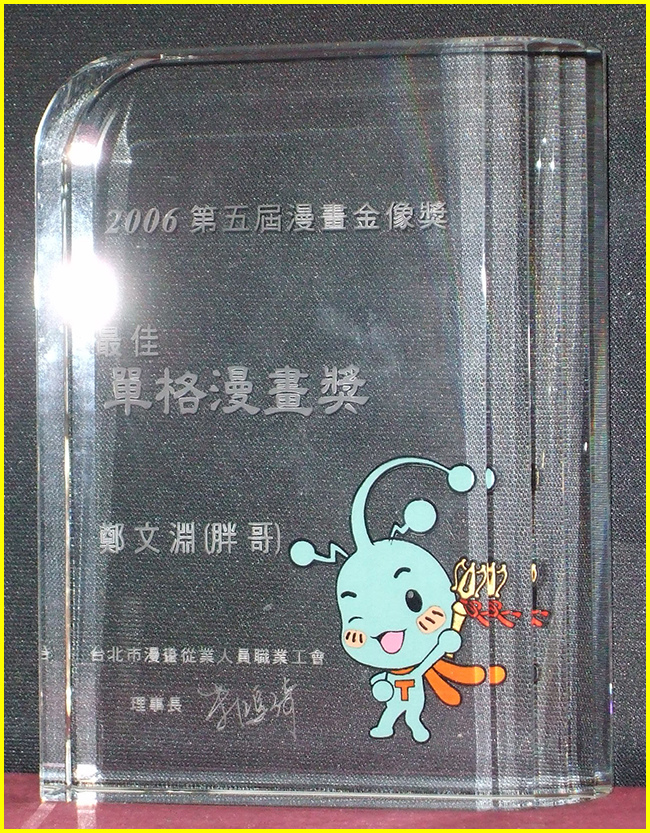 2006 第五屆漫畫金像獎
最佳
單格漫畫獎
鄭文淵(胖哥)
台北市漫畫從業人員職業工會
理事長
T